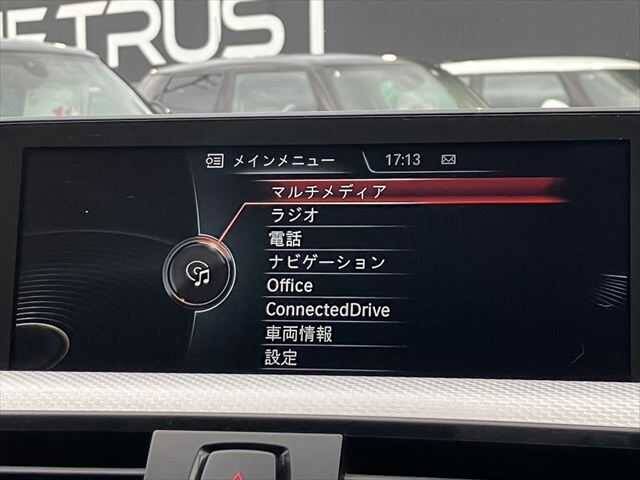 ETRUST
メインメニュー 17:13
マルチメディア
ラジオ
電話
ナビゲーション
Office
ConnectedDrive
車両情報
設定